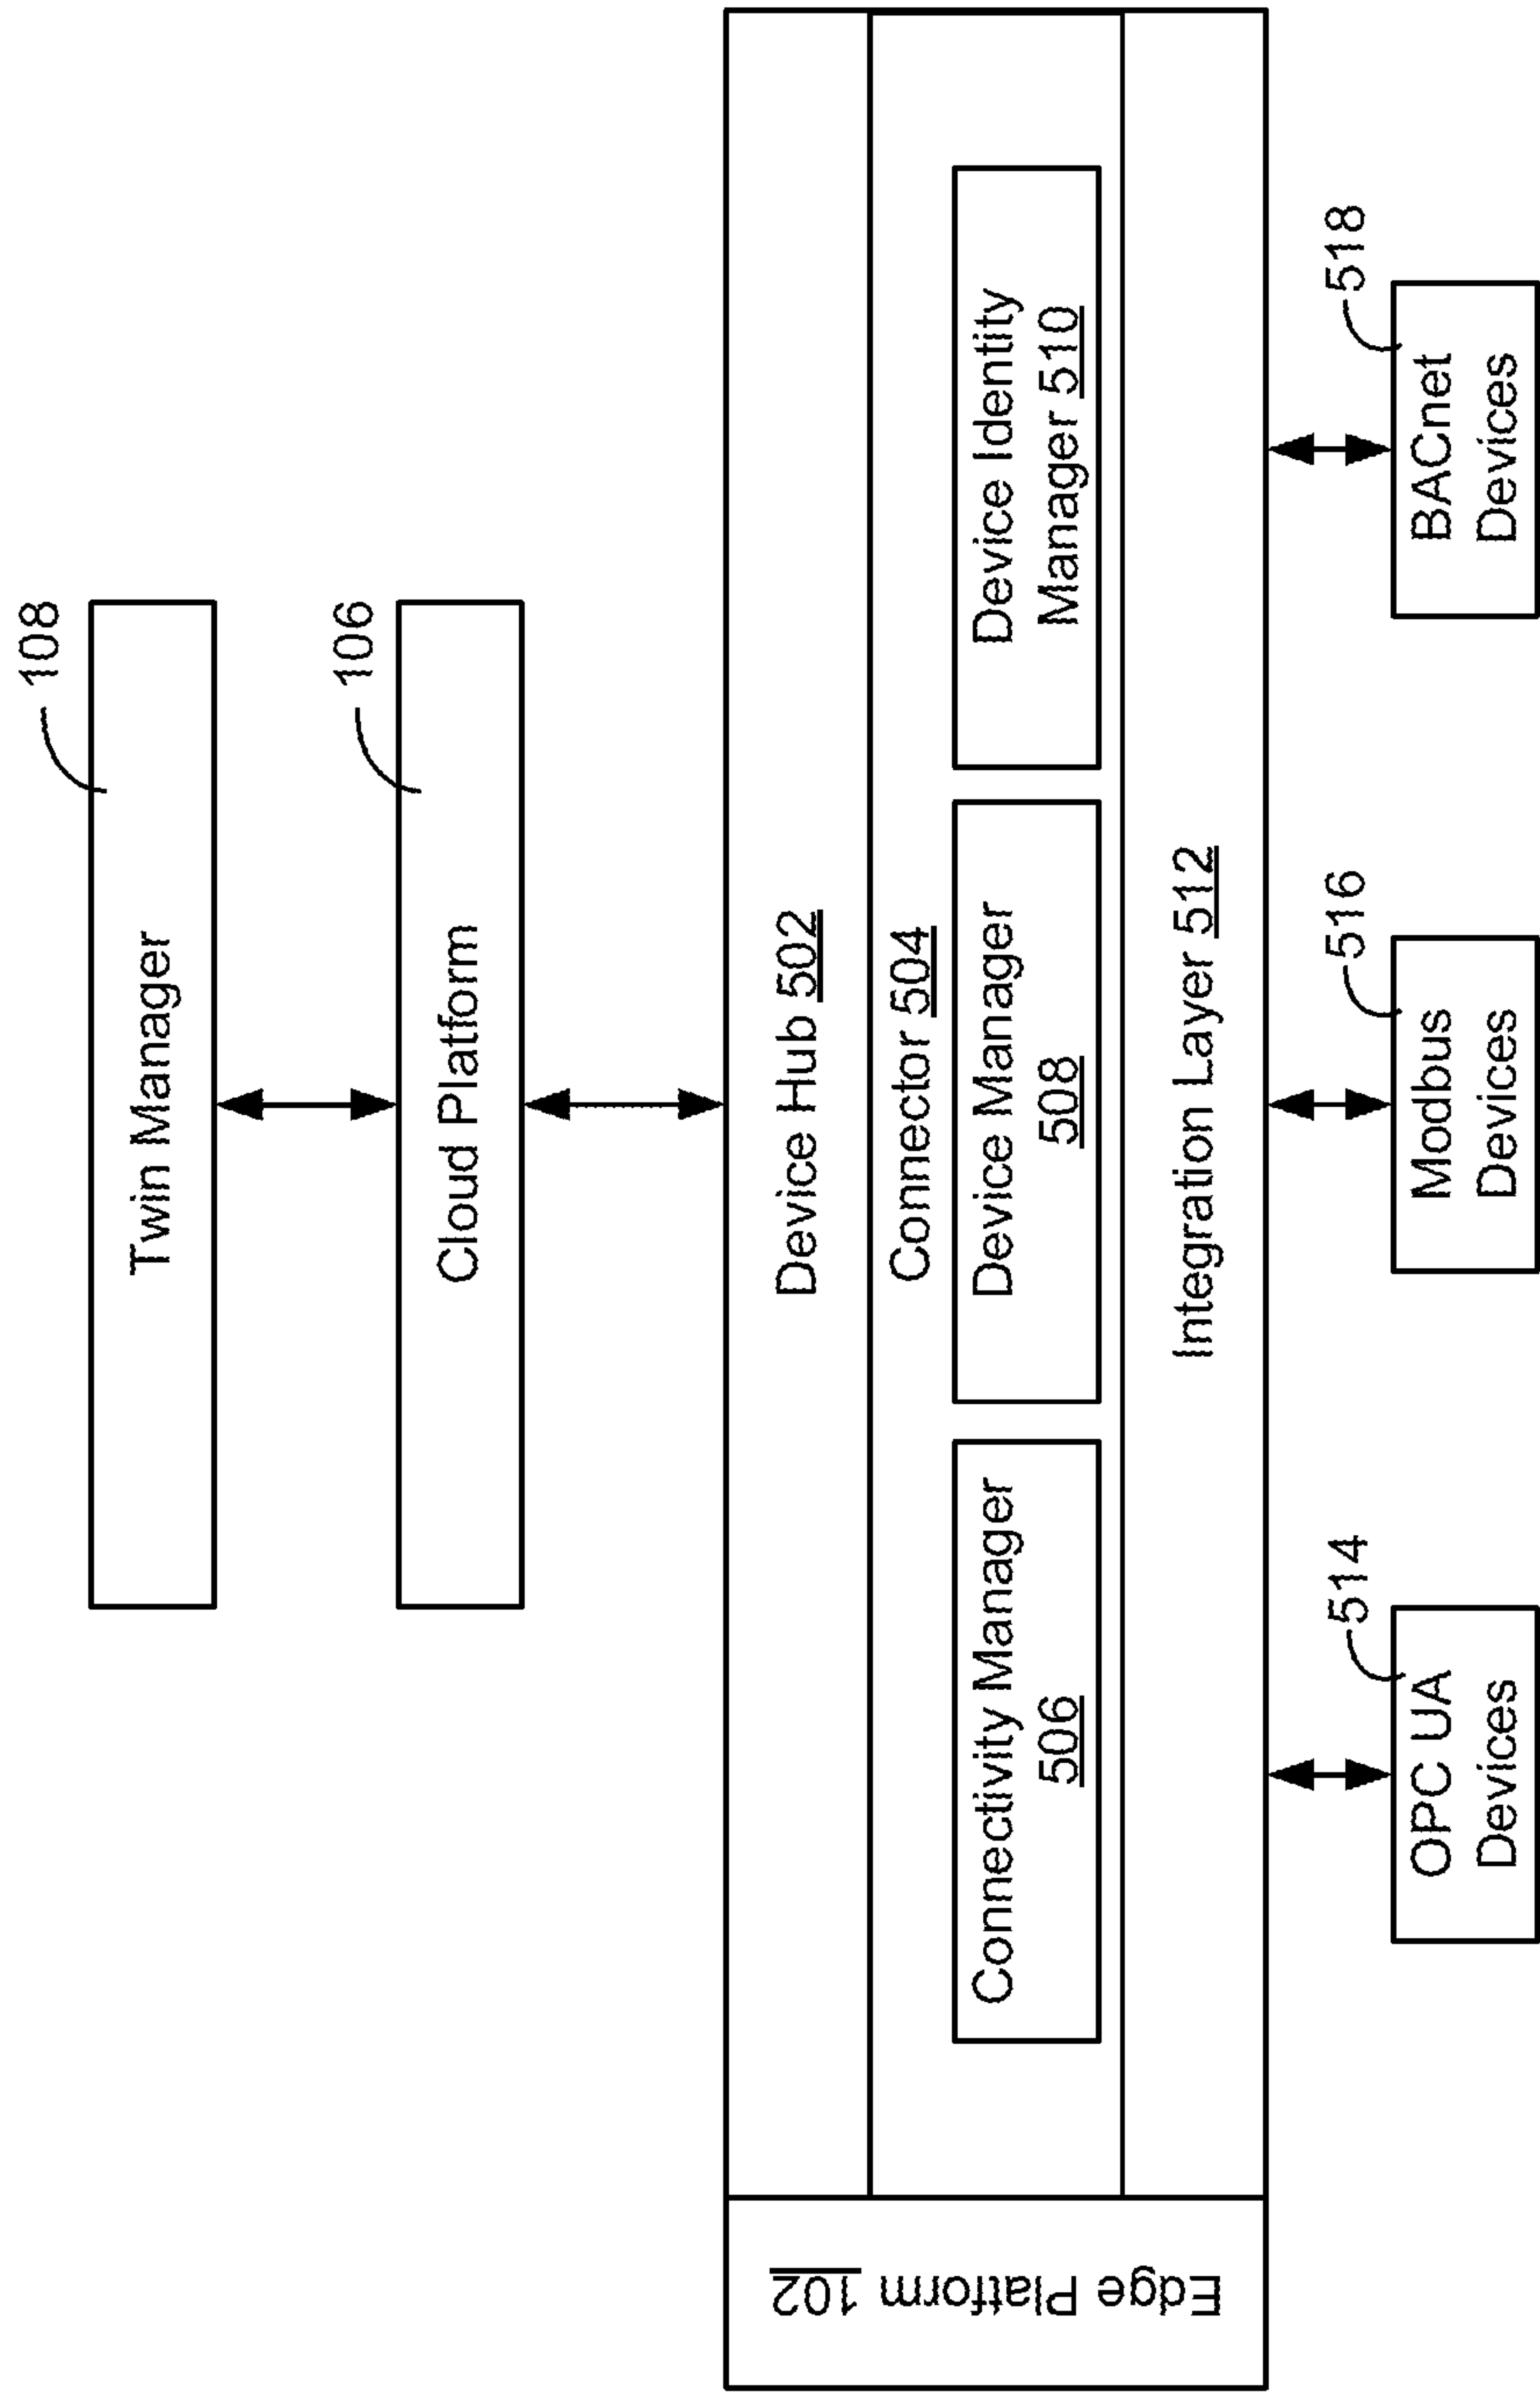 108
Twin Manager
106
Cloud Platform
Edge Platform 102
Device Hub 502
Connector 504
Connectivity Manager
506
Device Manager
508
Device Identity
Manager 510
Integration Layer 512
514
OPC UA
Devices
516
Modbus
Devices
518
BACnet
Devices